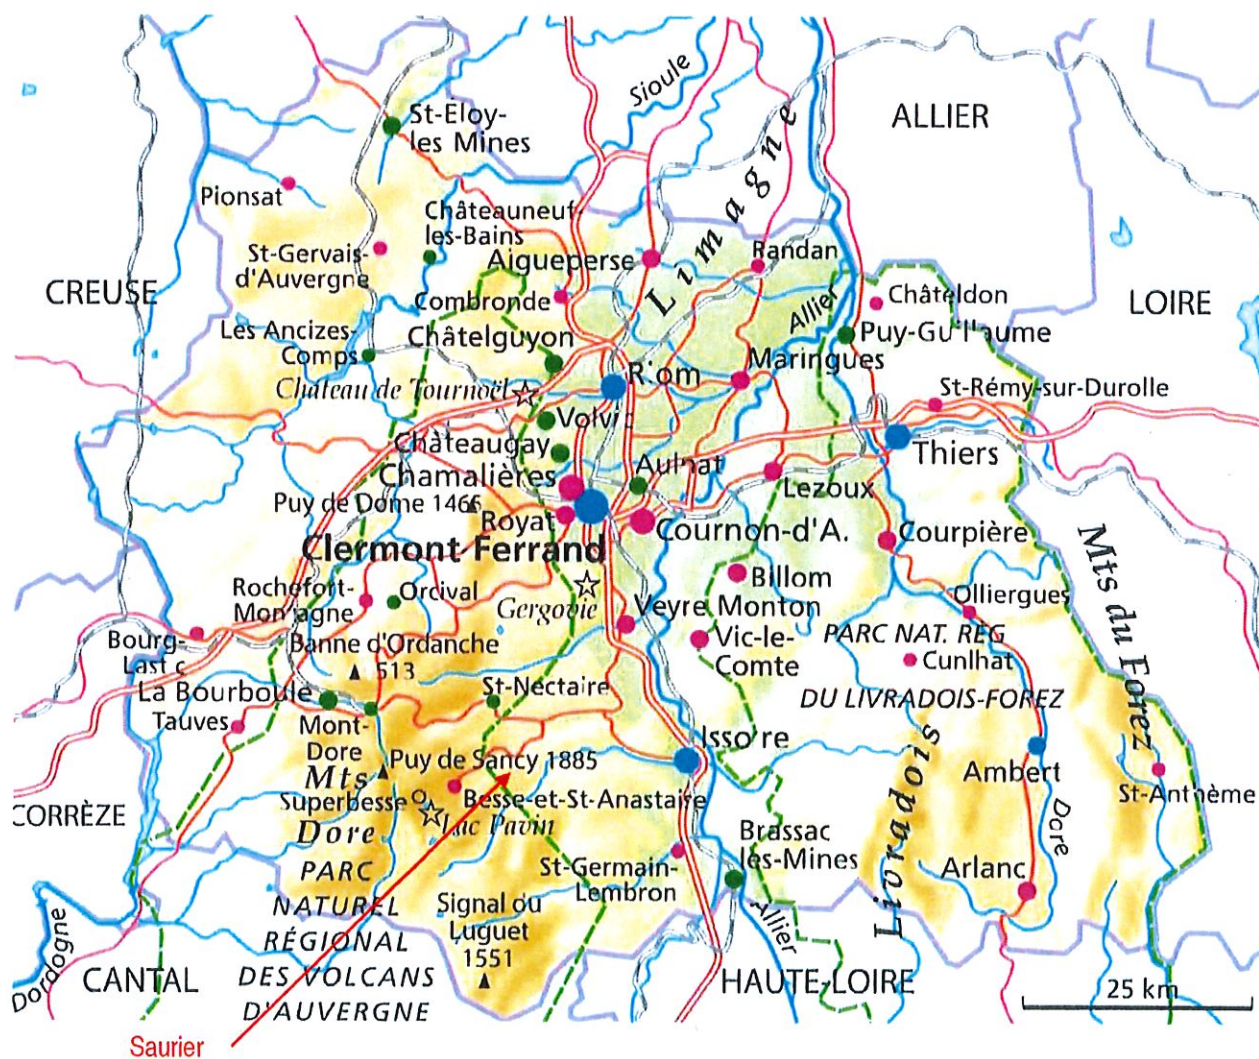 Sioule
ALLIER
St-Eloy-
les Mines
Limagne
Pionsat
Châteauneuf-
les-Bains
St-Gervais-
d'Auvergne
Aigueperse
Randan
CREUSE
Combronde
Allier
Châteldon
LOIRE
Les Ancizes-
Comps
Châtelguyon
Puy-Guillaume
Château de Tournoël
Riom
Maringues
St-Rémy-sur-Durolle
Volvic
Châteaugay
Chamalières
Aulnat
Thiers
Puy de Dome 1466
Lezoux
Royat
Cournon-d'A.
Courpière
Clermont Ferrand
Mts du Forez
Billom
Rochefort-
Montagne
Orcival
Gergovie
Veyre Monton
Olliergues
Bourg-
Lastic
Banne d'Ordanche
1513
Vic-le-
Comte
PARC NAT. REG
Cunlhat
La Bourboule
St-Nectaire
DU LIVRADOIS-FOREZ
Tauves
Mont-
Dore
Issoire
Livradois
Mts
Dore
Puy de Sancy 1885
Ambert
Superbesse
Besse-et-St-Anastaire
St-Anthème
CORRÈZE
Lac Pavin
Dore
Brassac
les-Mines
PARC
NATUREL
RÉGIONAL
DES VOLCANS
D'AUVERGNE
St-Germain-
Lembron
Arlanc
Signal du
Luguet
1551
Allier
Dordogne
CANTAL
HAUTE-LOIRE
25 km
Saurier